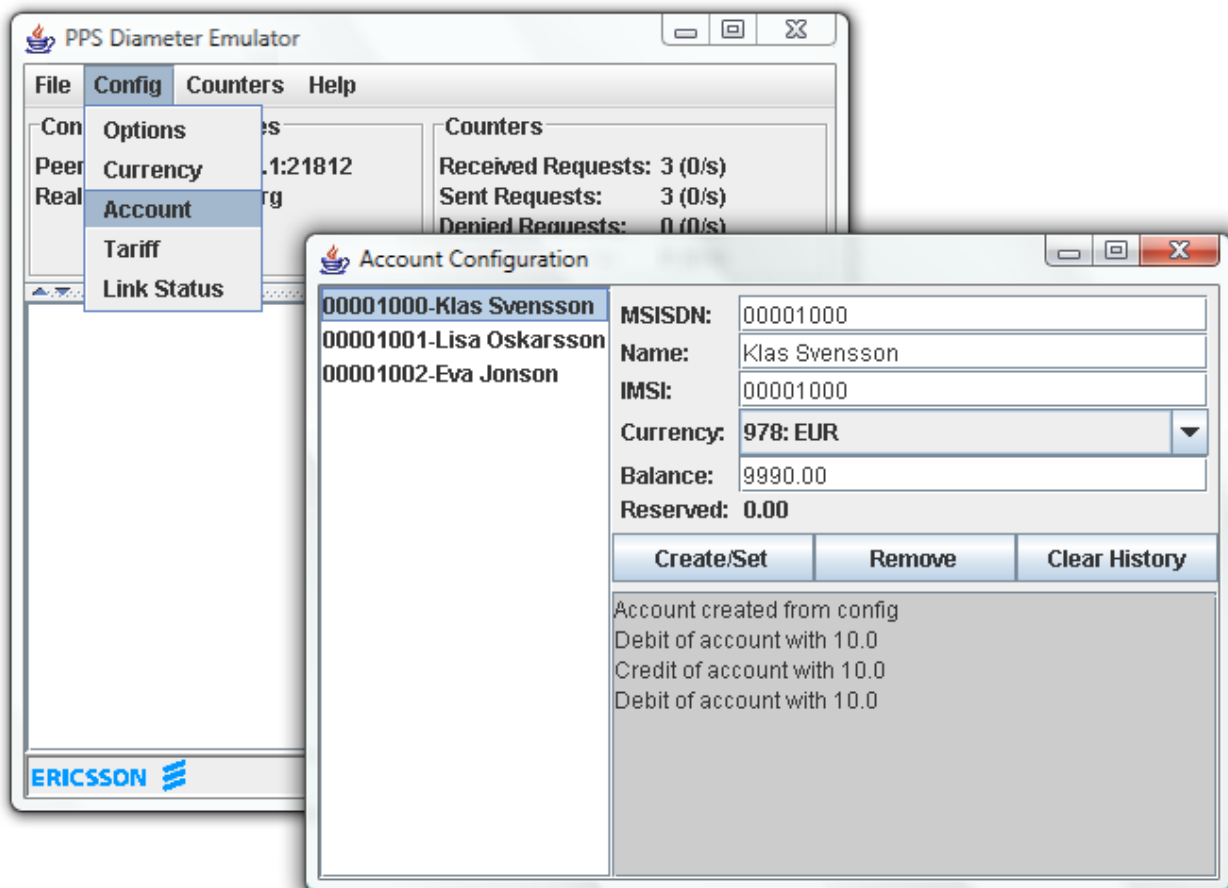 PPS Diameter Emulator
File Config Counters Help
Options
Currency
Account
Tariff
Link Status
.1:21812
Counters
Received Requests: 3 (0/s)
Sent Requests: 3 (0/s)
Denied Requests: 0 (0/s)
ERICSSON
Account Configuration
00001000-Klas Svensson
00001001-Lisa Oskarsson
00001002-Eva Jonson
MSISDN: 00001000
Name: Klas Svensson
IMSI: 00001000
Currency: 978: EUR
Balance: 9990.00
Reserved: 0.00
Create/Set Remove Clear History
Account created from config
Debit of account with 10.0
Credit of account with 10.0
Debit of account with 10.0